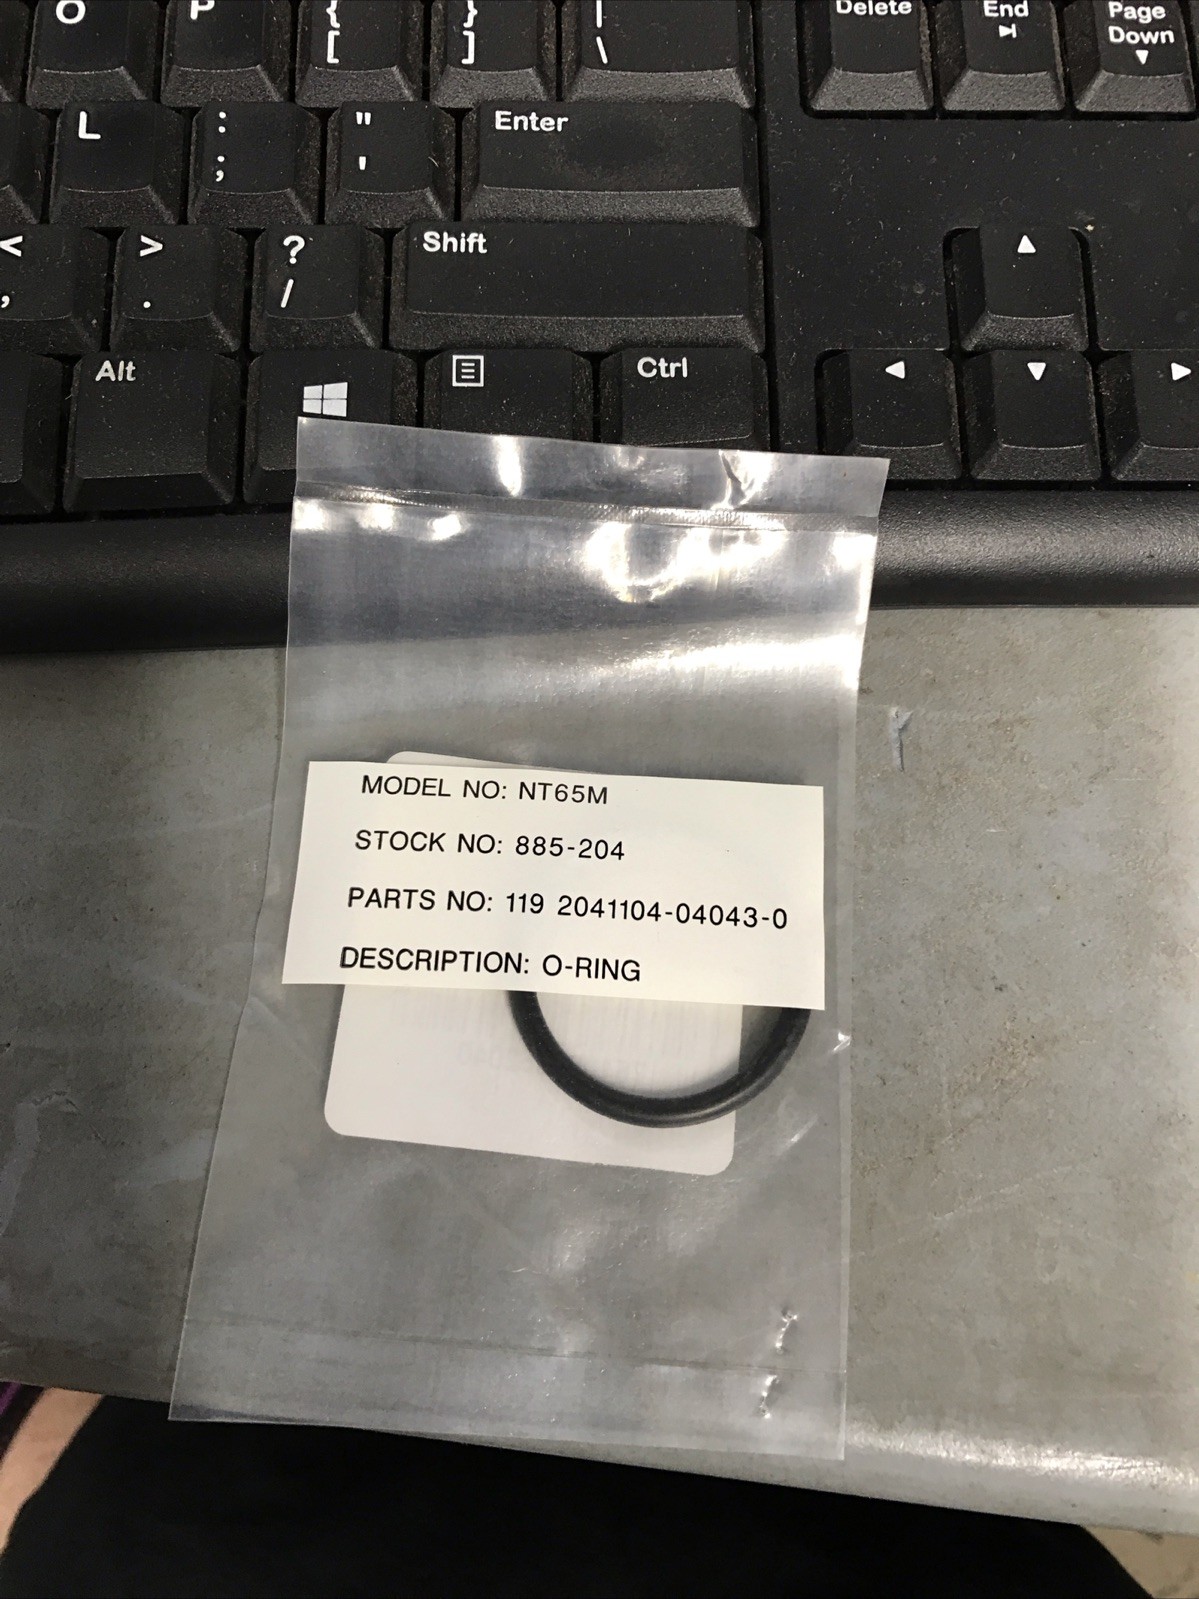 O P { [ } ] | \ Delete End Page Down
L : ; " ' Enter
< , > . ? / Shift
Alt Ctrl
MODEL NO: NT65M
STOCK NO: 885-204
PARTS NO: 119 2041104-04043-0
DESCRIPTION: O-RING